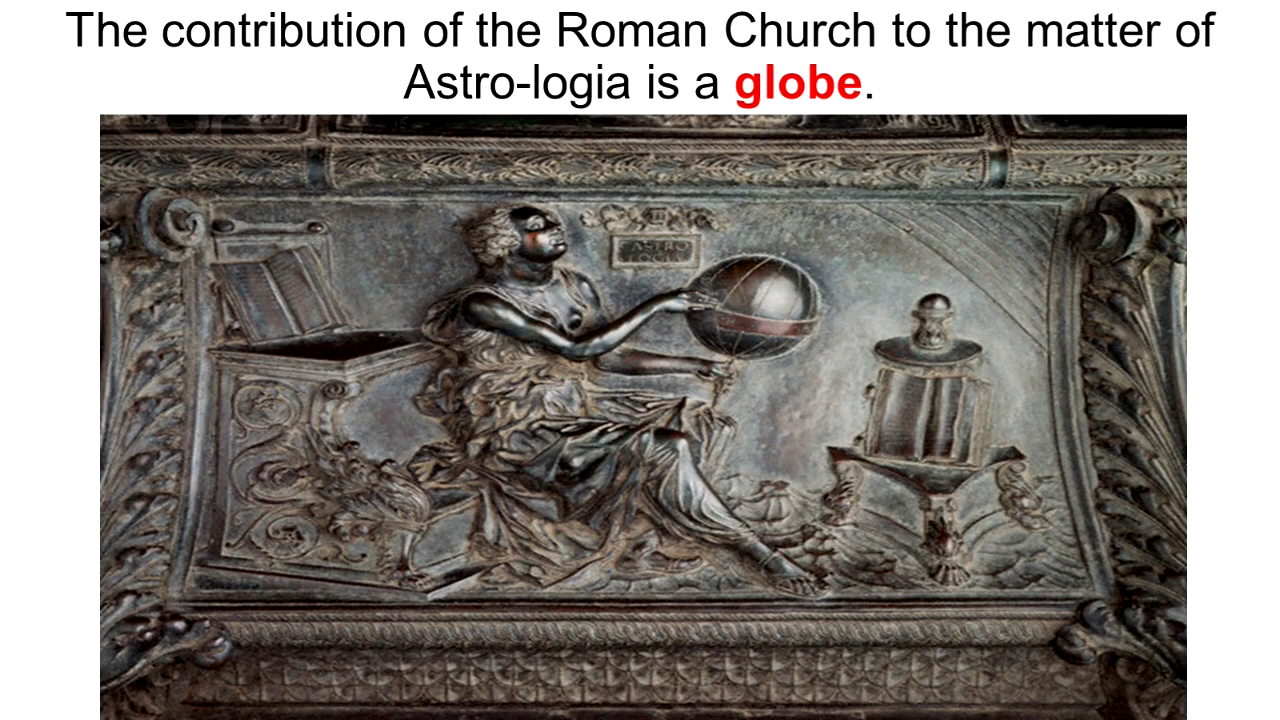 The contribution of the Roman Church to the matter of
Astro-logia is a globe.
ASTRO
LOGIA